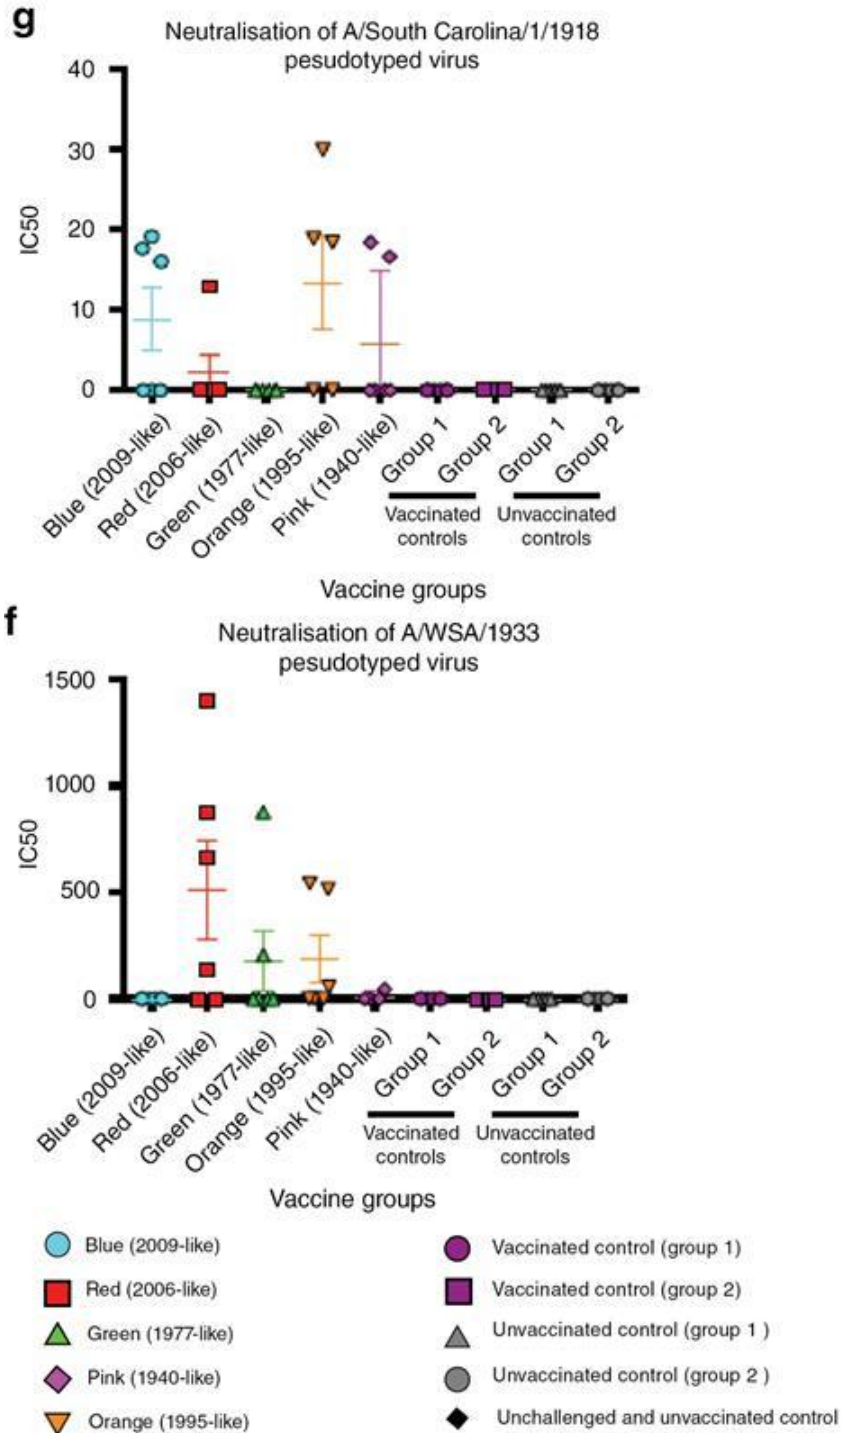 g
Neutralisation of A/South Carolina/1/1918
pesudotyped virus
40
30
20
10
0
IC50
Blue (2009-like)
Red (2006-like)
Green (1977-like)
Orange (1995-like)
Pink (1940-like)
Group 1
Group 2
Group 1
Group 2
Vaccinated
controls
Unvaccinated
controls
Vaccine groups
f
Neutralisation of A/WSA/1933
pesudotyped virus
1500
1000
500
0
IC50
Blue (2009-like)
Red (2006-like)
Green (1977-like)
Orange (1995-like)
Pink (1940-like)
Group 1
Group 2
Group 1
Group 2
Vaccinated
controls
Unvaccinated
controls
Vaccine groups
Blue (2009-like)
Red (2006-like)
Green (1977-like)
Pink (1940-like)
Orange (1995-like)
Vaccinated control (group 1)
Vaccinated control (group 2)
Unvaccinated control (group 1 )
Unvaccinated control (group 2 )
Unchallenged and unvaccinated control